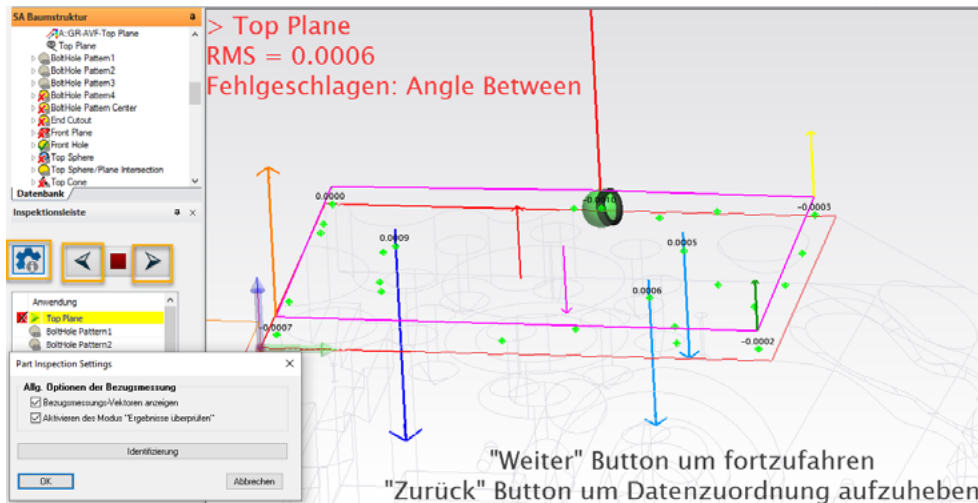 SA Baumstruktur
A::GR-AVF-Top Plane
Top Plane
BoltHole Pattern1
BoltHole Pattern2
BoltHole Pattern3
BoltHole Pattern4
BoltHole Pattern Center
End Cutout
Front Plane
Front Hole
Top Sphere
Top Sphere/Plane Intersection
Top Cone
Datenbank
Inspektionsleiste
Anwendung
Top Plane
BoltHole Pattern1
BoltHole Pattern2
Part Inspection Settings
Allg. Optionen der Bezugsmessung
Bezugsmessungs-Vektoren anzeigen
Aktivieren des Modus "Ergebnisse überprüfen"
Identifizierung
OK
Abbrechen
> Top Plane
RMS = 0.0006
Fehlgeschlagen: Angle Between
0.0000
-0.0010
-0.0003
0.0009
0.0005
0.0006
-0.0007
-0.0002
"Weiter" Button um fortzufahren
"Zurück" Button um Datenzuordnung aufzuheben